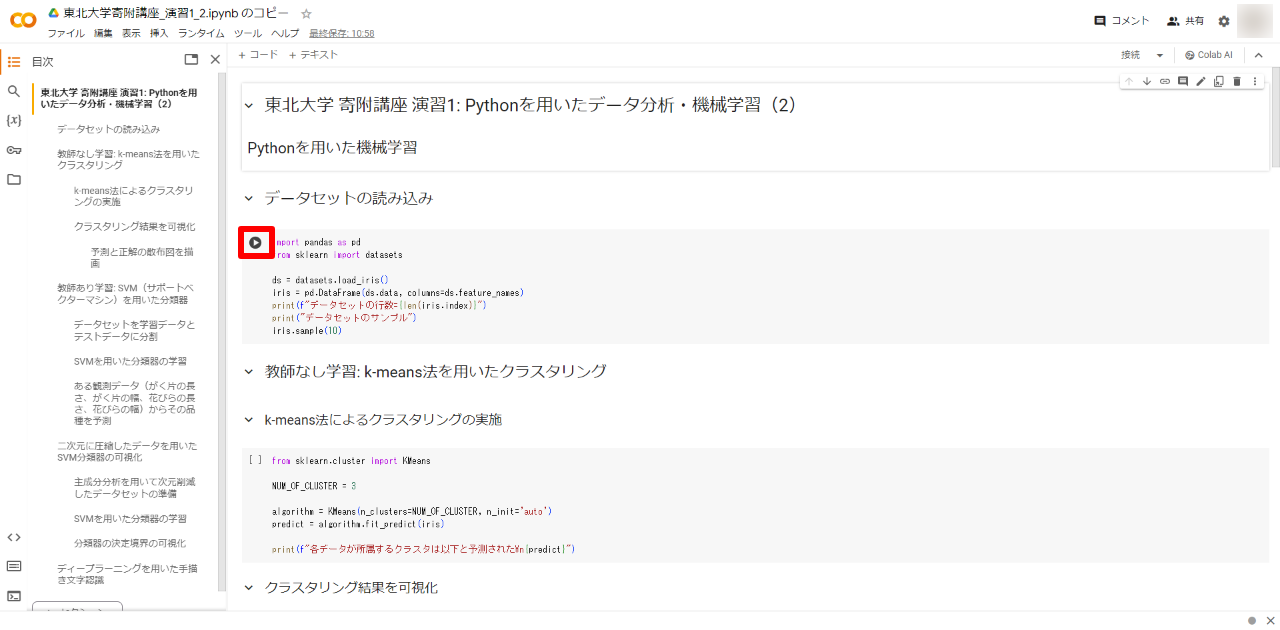 東北大学寄附講座_演習1_2.ipynb のコピー
ファイル 編集 表示 挿入 ランタイム ツール ヘルプ 最終保存: 10:58
コメント 共有
+ コード + テキスト
接続 Colab AI
目次
東北大学 寄附講座 演習1: Pythonを用
いたデータ分析・機械学習（2）
データセットの読み込み
教師なし学習: k-means法を用いた
クラスタリング
k-means法によるクラスタリ
ングの実施
クラスタリング結果を可視化
予測と正解の散布図を描
画
教師あり学習: SVM（サポートベ
クターマシン）を用いた分類器
データセットを学習データと
テストデータに分割
SVMを用いた分類器の学習
ある観測データ（がく片の長
さ、がく片の幅、花びらの長
さ、花びらの幅）からその品
種を予測
二次元に圧縮したデータを用いた
SVM分類器の可視化
主成分分析を用いて次元削減
したデータセットの準備
SVMを用いた分類器の学習
分類器の決定境界の可視化
ディープラーニングを用いた手描
き文字認識
東北大学 寄附講座 演習1: Pythonを用いたデータ分析・機械学習（2）
Pythonを用いた機械学習
データセットの読み込み
import pandas as pd
from sklearn import datasets
ds = datasets.load_iris()
iris = pd.DataFrame(ds.data, columns=ds.feature_names)
print(f"データセットの行数={len(iris.index)}")
print("データセットのサンプル")
iris.sample(10)
教師なし学習: k-means法を用いたクラスタリング
k-means法によるクラスタリングの実施
[ ] from sklearn.cluster import KMeans
NUM_OF_CLUSTER = 3
algorithm = KMeans(n_clusters=NUM_OF_CLUSTER, n_init='auto')
predict = algorithm.fit_predict(iris)
print(f"各データが所属するクラスタは以下と予測された¥n{predict}")
クラスタリング結果を可視化